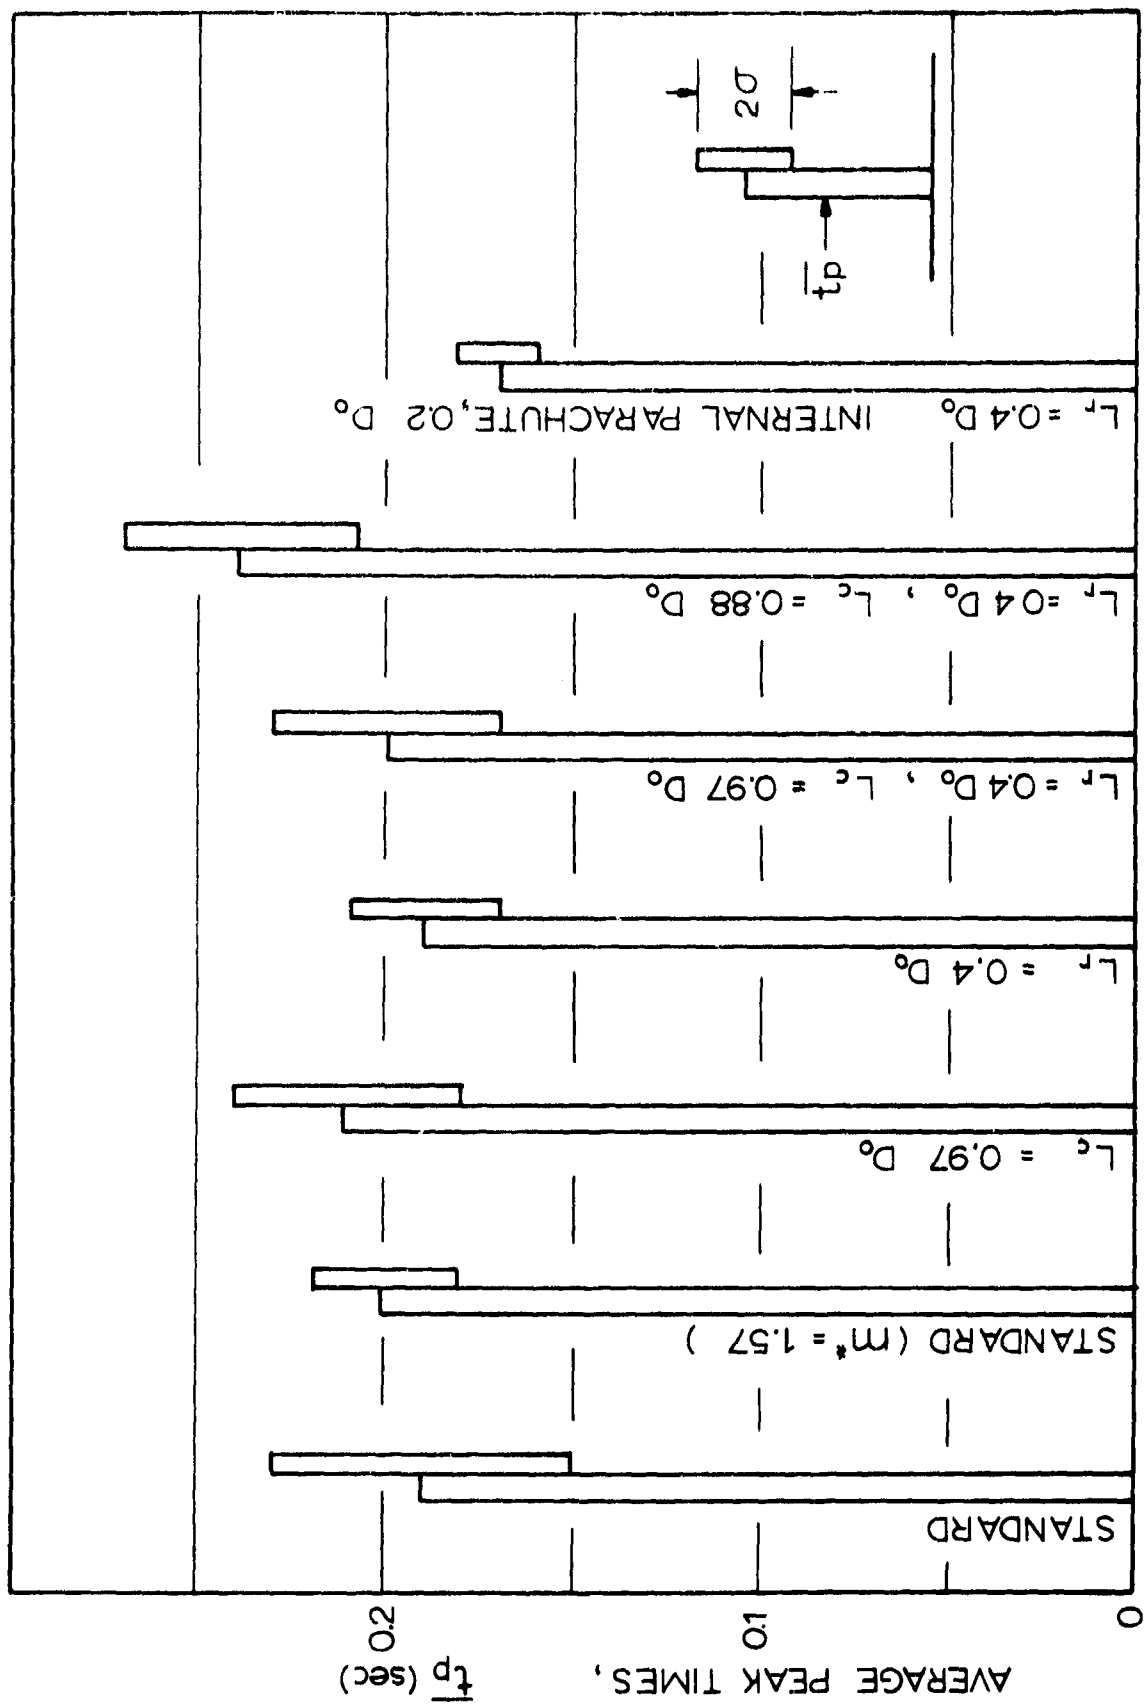 AVERAGE PEAK TIMES, t̅p (sec)
0
0.1
0.2
STANDARD
STANDARD (m* = 1.57 )
Lc = 0.97 Do
Lr = 0.4 Do
Lr = 0.4 Do , Lc = 0.97 Do
Lr = 0.4 Do , Lc = 0.88 Do
Lr = 0.4 Do
INTERNAL PARACHUTE, 0.2 Do
t̅p
2σ